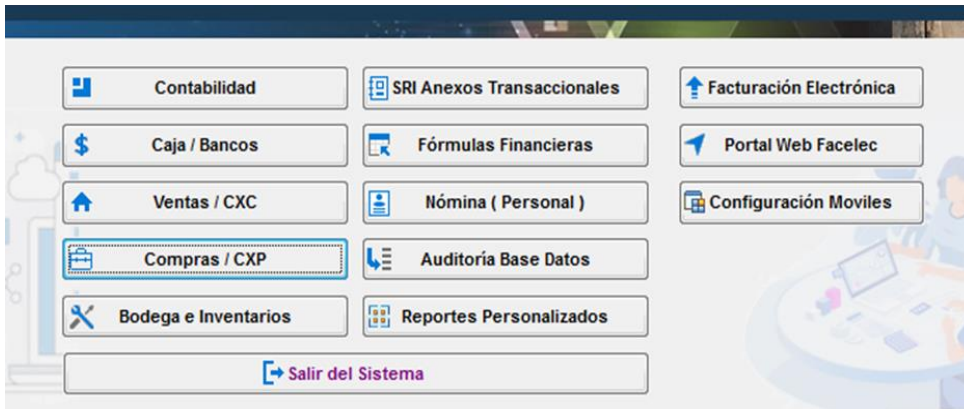 Contabilidad
SRI Anexos Transaccionales
Facturación Electrónica
Caja / Bancos
Fórmulas Financieras
Portal Web Facelec
Ventas / CXC
Nómina ( Personal )
Configuración Moviles
Compras / CXP
Auditoría Base Datos
Bodega e Inventarios
Reportes Personalizados
Salir del Sistema